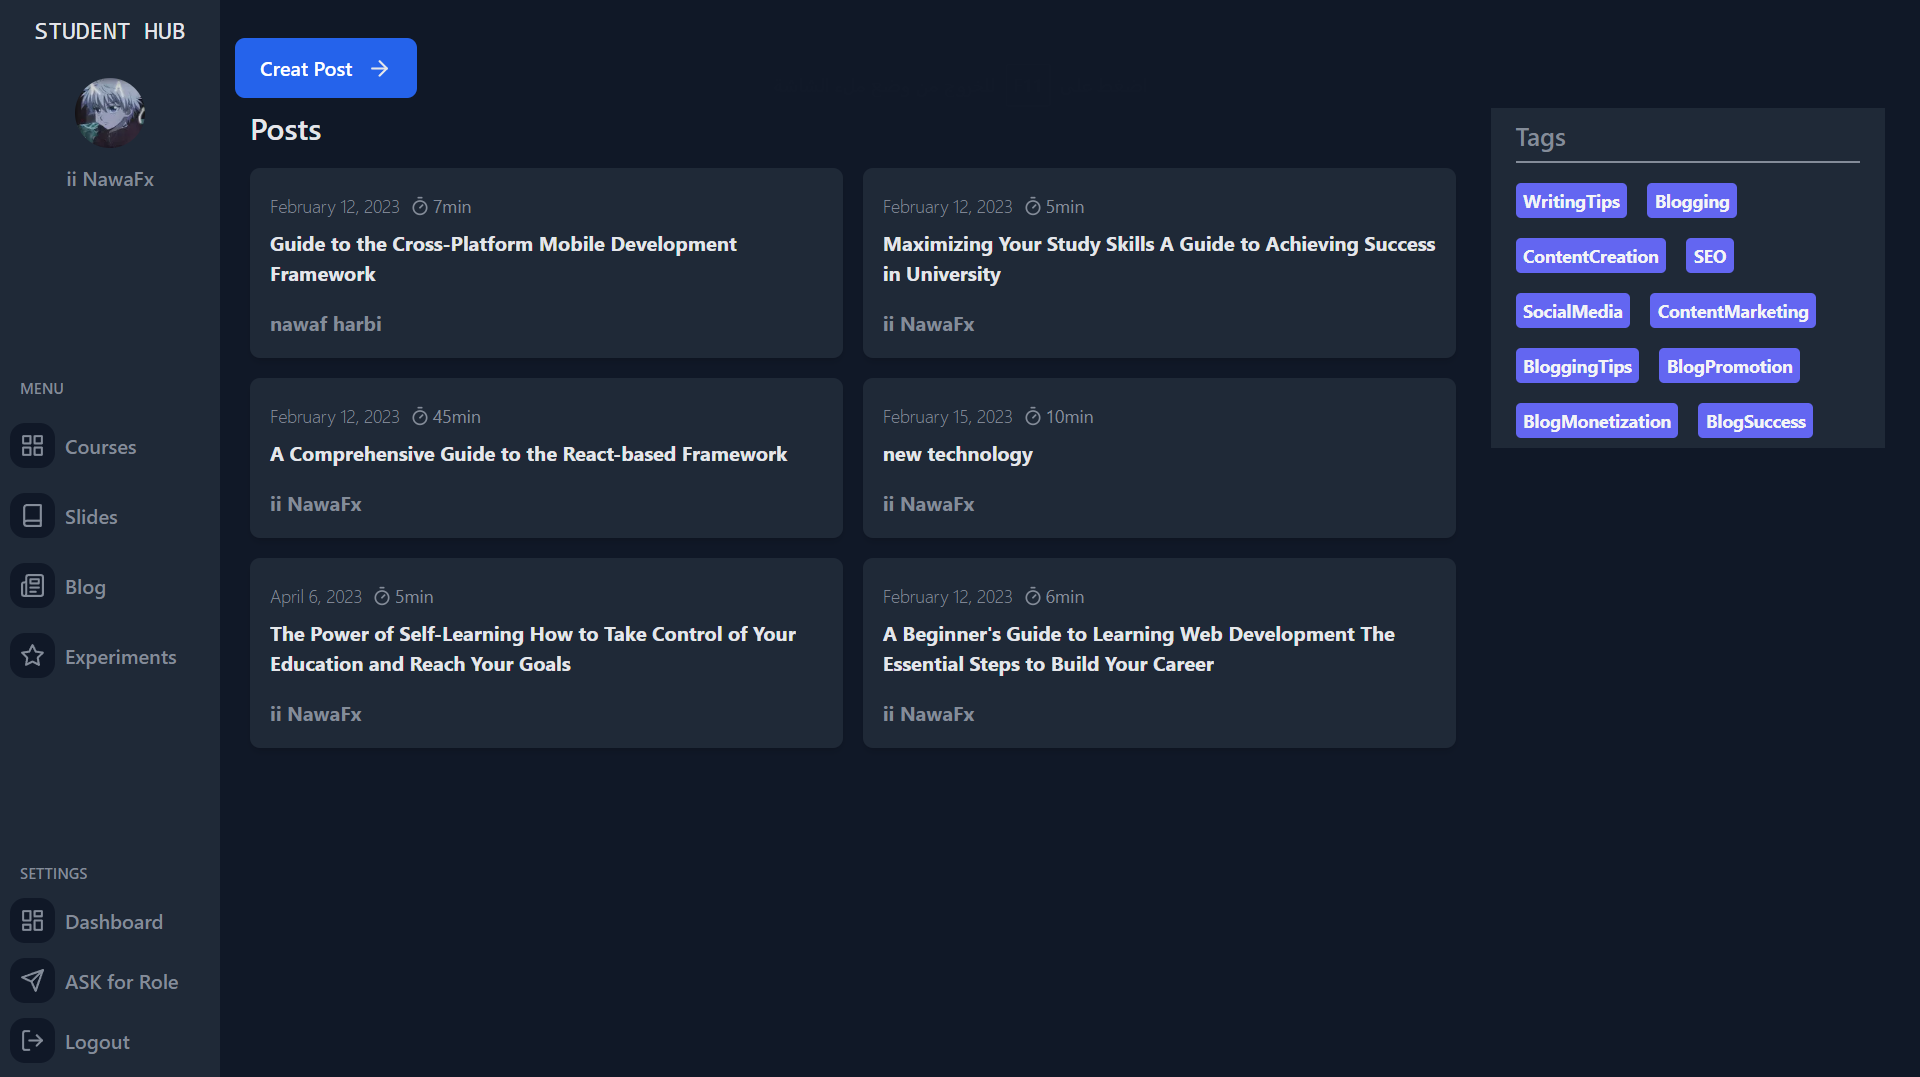 STUDENT HUB
ii NawaFx
MENU
Courses
Slides
Blog
Experiments
SETTINGS
Dashboard
ASK for Role
Logout
Creat Post
Posts
February 12, 2023 7min
Guide to the Cross-Platform Mobile Development
Framework
nawaf harbi
February 12, 2023 5min
Maximizing Your Study Skills A Guide to Achieving Success
in University
ii NawaFx
February 12, 2023 45min
A Comprehensive Guide to the React-based Framework
ii NawaFx
February 15, 2023 10min
new technology
ii NawaFx
April 6, 2023 5min
The Power of Self-Learning How to Take Control of Your
Education and Reach Your Goals
ii NawaFx
February 12, 2023 6min
A Beginner's Guide to Learning Web Development The
Essential Steps to Build Your Career
ii NawaFx
Tags
WritingTips Blogging
ContentCreation SEO
SocialMedia ContentMarketing
BloggingTips BlogPromotion
BlogMonetization BlogSuccess